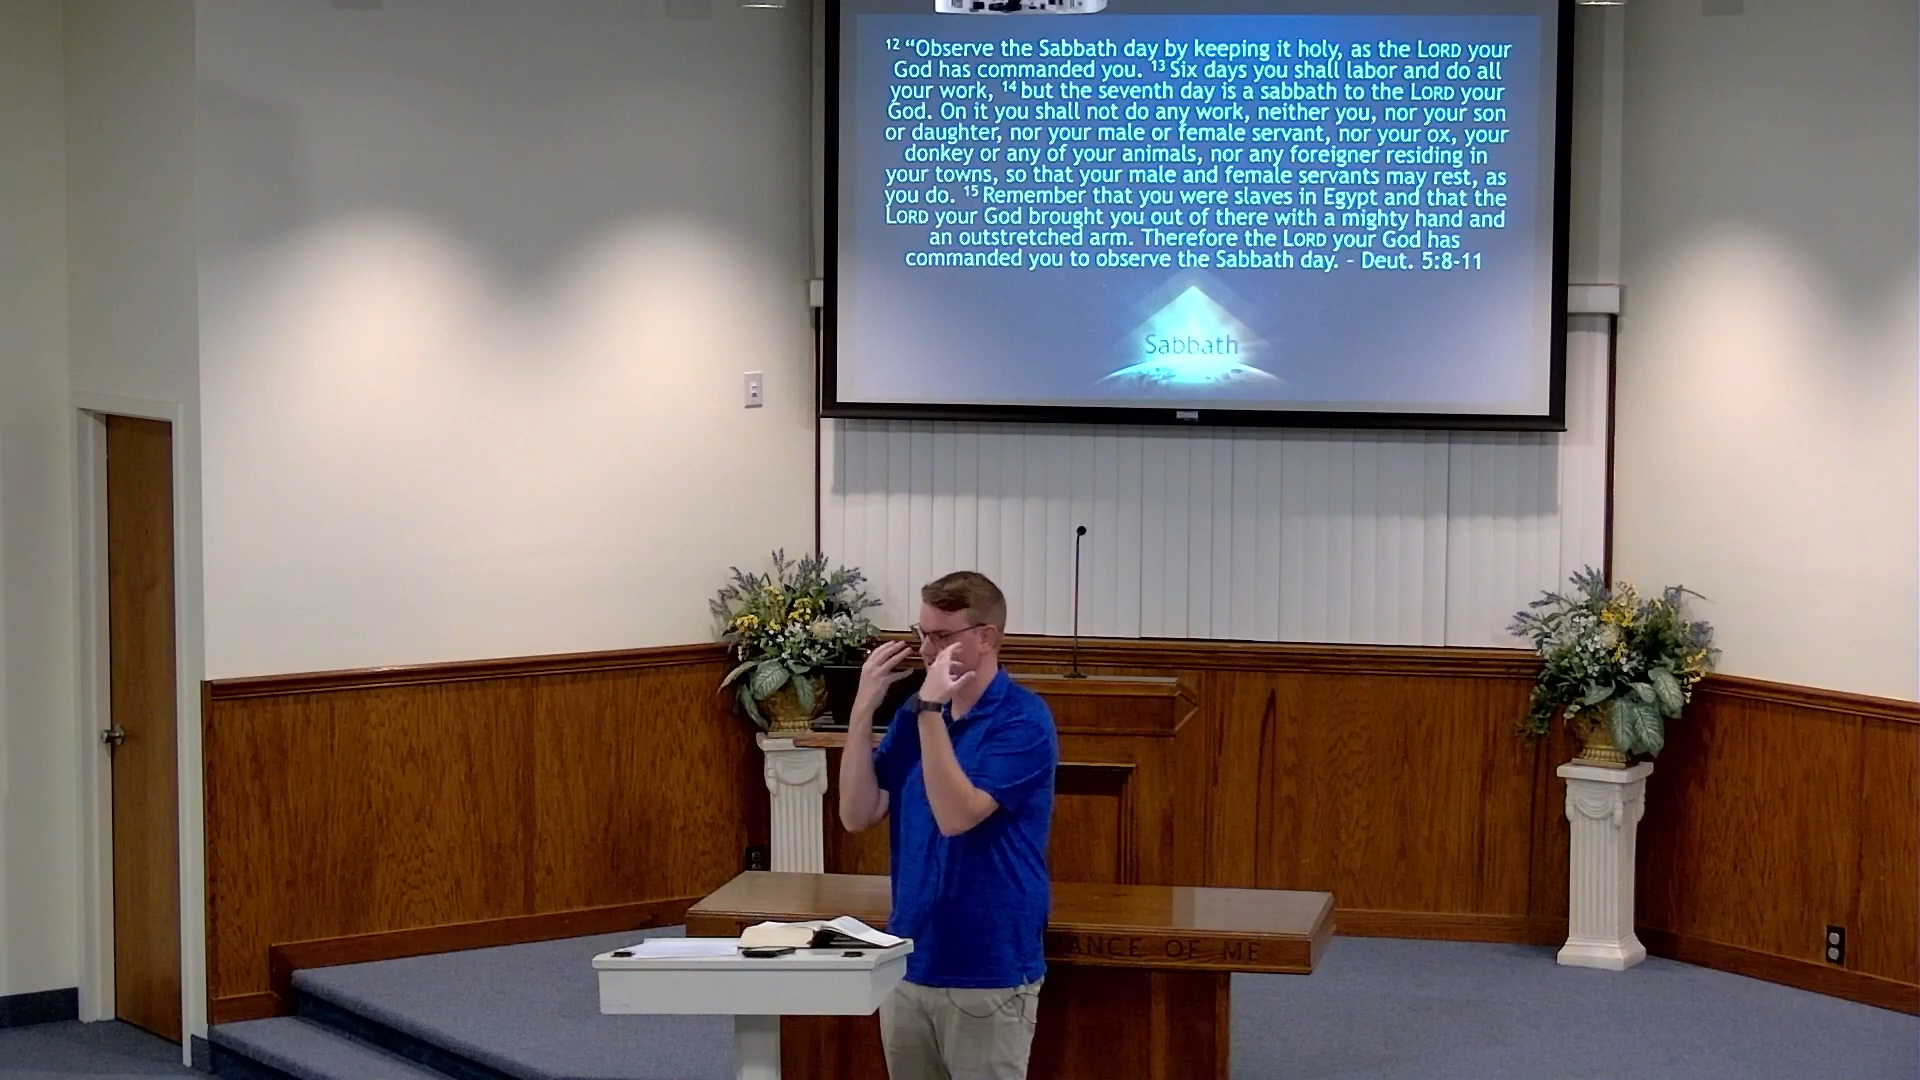 12 “Observe the Sabbath day by keeping it holy, as the LORD your
God has commanded you. 13 Six days you shall labor and do all
your work, 14 but the seventh day is a sabbath to the LORD your
God. On it you shall not do any work, neither you, nor your son
or daughter, nor your male or female servant, nor your ox, your
donkey or any of your animals, nor any foreigner residing in
your towns, so that your male and female servants may rest, as
you do. 15 Remember that you were slaves in Egypt and that the
LORD your God brought you out of there with a mighty hand and
an outstretched arm. Therefore the LORD your God has
commanded you to observe the Sabbath day. - Deut. 5:8-11
Sabbath
ANCE OF ME